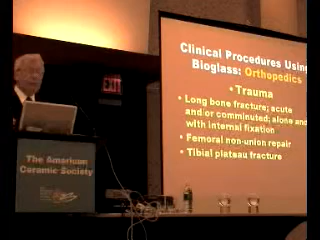 Clinical Procedures Using
Bioglass: Orthopedics
• Trauma
• Long bone fracture; acute
and/or comminuted; alone and
with internal fixation
• Femoral non-union repair
• Tibial plateau fracture
EXIT
The American
Ceramic Society